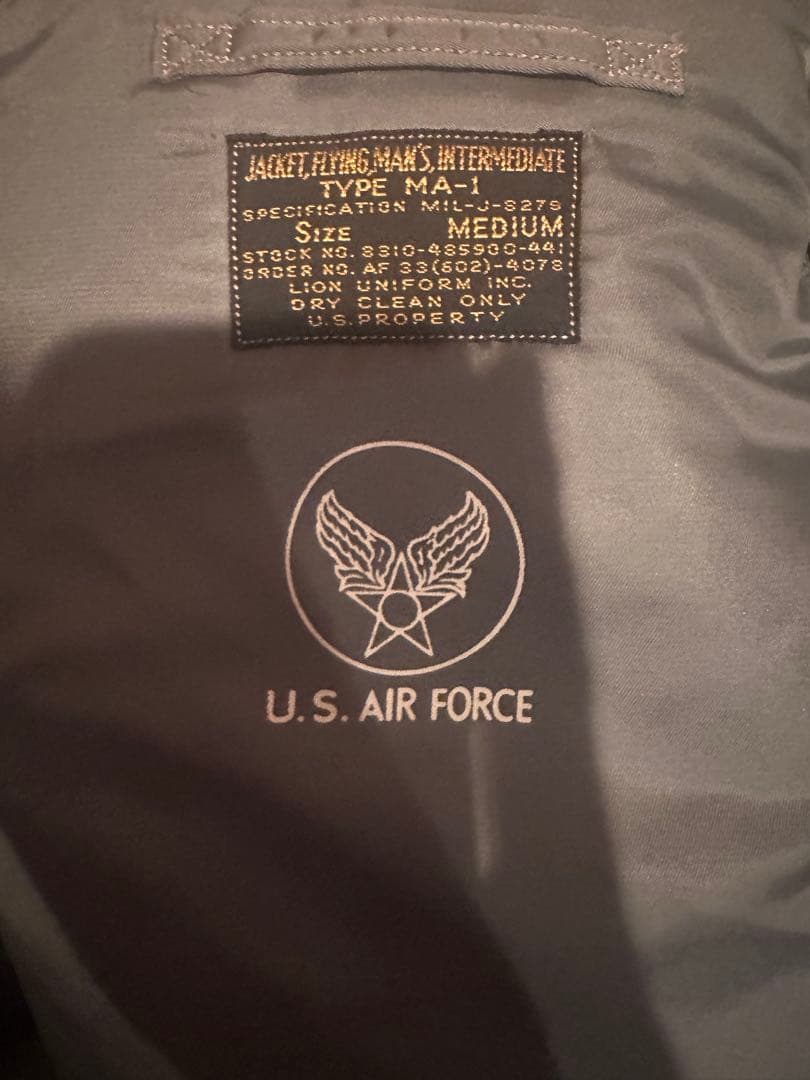 JACKET, FLYING, MAN'S, INTERMEDIATE
TYPE MA-1
SPECIFICATION MIL-J-8279
SIZE MEDIUM
STOCK NO. 8310-485900-441
ORDER NO. AF 33(602)-4078
LION UNIFORM INC.
DRY CLEAN ONLY
U.S. PROPERTY
U.S. AIR FORCE